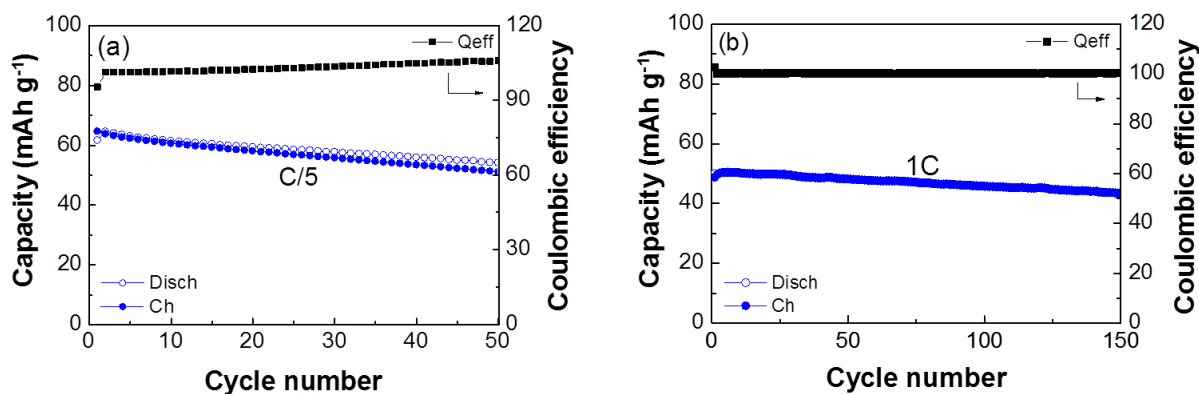 (a)
Qeff
C/5
Disch
Ch
Capacity (mAh g-1)
100
80
60
40
20
0
Coulombic efficiency
120
90
60
30
0
0 10 20 30 40 50
Cycle number
(b)
Qeff
1C
Disch
Ch
Capacity (mAh g-1)
100
80
60
40
20
0
Coulombic efficiency
120
100
80
60
40
20
0
0 50 100 150
Cycle number